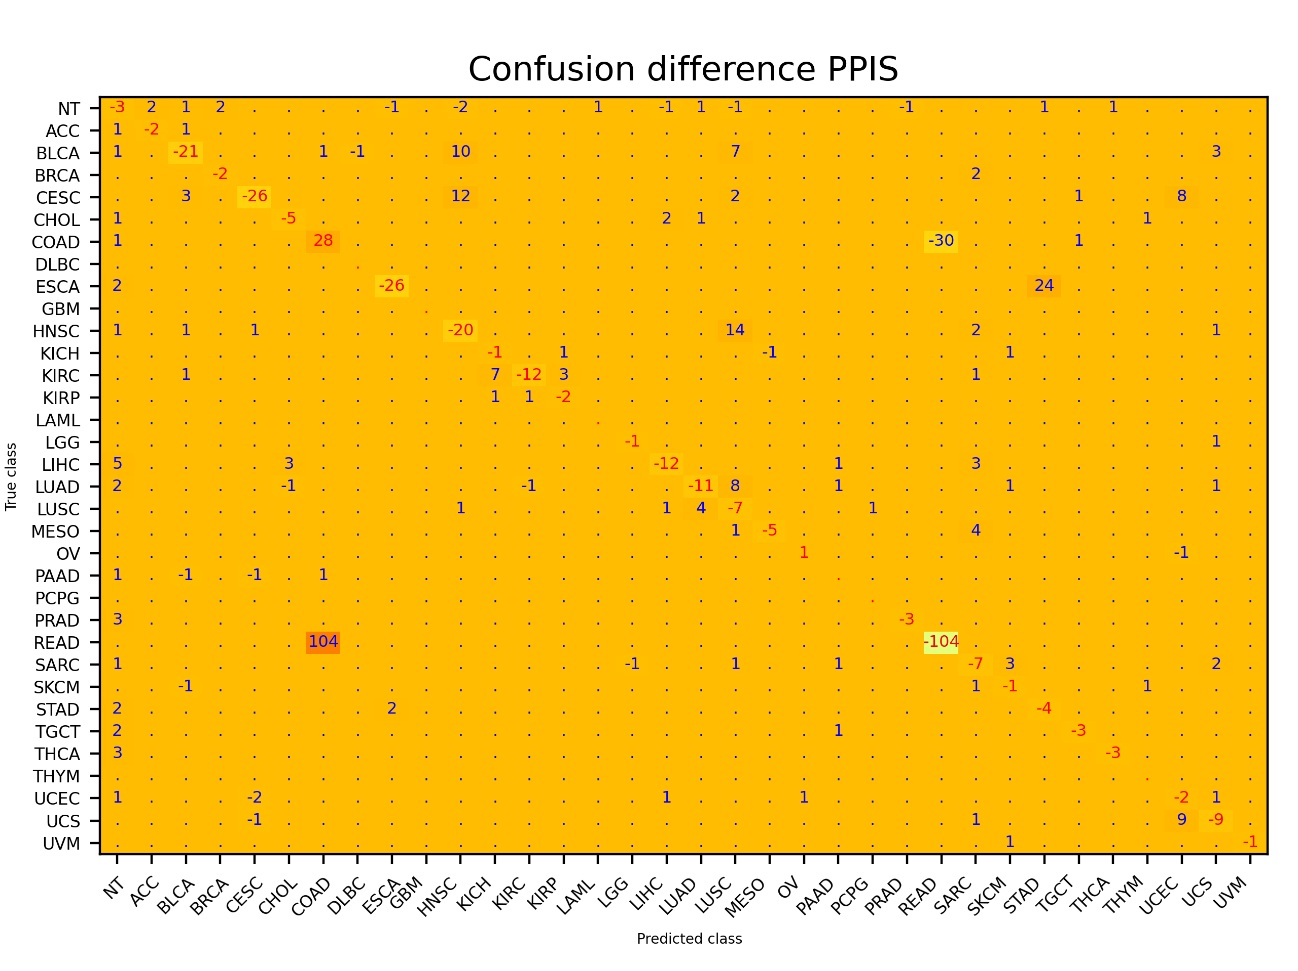 Confusion difference PPIS
NT -3 2 1 2 . . . . -1 . -2 . . . 1 . -1 1 -1 . . . . -1 . . . 1 . 1 . . . .
ACC 1 -2 1 . . . . . . . . . . . . . . . . . . . . . . . . . . . . . . .
BLCA 1 . -21 . . . 1 -1 . . 10 . . . . . . . 7 . . . . . . . . . . . . . 3 .
BRCA . . . -2 . . . . . . . . . . . . . . . . . . . . . 2 . . . . . . . .
CESC . . 3 . -26 . . . . . 12 . . . . . . . 2 . . . . . . . . . 1 . . 8 . .
CHOL 1 . . . . -5 . . . . . . . . . . 2 1 . . . . . . . . . . . . 1 . . .
COAD 1 . . . . . 28 . . . . . . . . . . . . . . . . . -30 . . . 1 . . . . .
DLBC . . . . . . . . . . . . . . . . . . . . . . . . . . . . . . . . . .
ESCA 2 . . . . . . . -26 . . . . . . . . . . . . . . . . . . 24 . . . . . .
GBM . . . . . . . . . . . . . . . . . . . . . . . . . . . . . . . . . .
HNSC 1 . 1 . 1 . . . . . -20 . . . . . . . 14 . . . . . . 2 . . . . . . 1 .
KICH . . . . . . . . . . . -1 . 1 . . . . . -1 . . . . . . 1 . . . . . . .
KIRC . . 1 . . . . . . . . 7 -12 3 . . . . . . . . . . . 1 . . . . . . . .
KIRP . . . . . . . . . . . 1 1 -2 . . . . . . . . . . . . . . . . . . . .
LAML . . . . . . . . . . . . . . . . . . . . . . . . . . . . . . . . . .
LGG . . . . . . . . . . . . . . . -1 . . . . . . . . . . . . . . . . 1 .
LIHC 5 . . . . 3 . . . . . . . . . . -12 . . . . 1 . . . 3 . . . . . . . .
LUAD 2 . . . . -1 . . . . . . -1 . . . . -11 8 . . 1 . . . . 1 . . . . . 1 .
LUSC . . . . . . . . . . 1 . . . . . 1 4 -7 . . . 1 . . . . . . . . . . .
MESO . . . . . . . . . . . . . . . . . . 1 -5 . . . . . 4 . . . . . . . .
OV . . . . . . . . . . . . . . . . . . . . 1 . . . . . . . . . . -1 . .
PAAD 1 . -1 . -1 . 1 . . . . . . . . . . . . . . . . . . . . . . . . . . .
PCPG . . . . . . . . . . . . . . . . . . . . . . . . . . . . . . . . . .
PRAD 3 . . . . . . . . . . . . . . . . . . . . . . -3 . . . . . . . . . .
READ . . . . . . 104 . . . . . . . . . . . . . . . . . -104 . . . . . . . . .
SARC 1 . . . . . . . . . . . . . . -1 . . 1 . . 1 . . . -7 3 . . . . . 2 .
SKCM . . -1 . . . . . . . . . . . . . . . . . . . . . . 1 -1 . . . 1 . . .
STAD 2 . . . . . . . 2 . . . . . . . . . . . . . . . . . . -4 . . . . . .
TGCT 2 . . . . . . . . . . . . . . . . . . . . 1 . . . . . . -3 . . . . .
THCA 3 . . . . . . . . . . . . . . . . . . . . . . . . . . . . -3 . . . .
THYM . . . . . . . . . . . . . . . . . . . . . . . . . . . . . . . . . .
UCEC 1 . . . -2 . . . . . . . . . . . 1 . . . 1 . . . . . . . . . . -2 1 .
UCS . . . . -1 . . . . . . . . . . . . . . . . . . . . 1 . . . . . 9 -9 .
UVM . . . . . . . . . . . . . . . . . . . . . . . . . . 1 . . . . . . -1
NT ACC BLCA BRCA CESC CHOL COAD DLBC ESCA GBM HNSC KICH KIRC KIRP LAML LGG LIHC LUAD LUSC MESO OV PAAD PCPG PRAD READ SARC SKCM STAD TGCT THCA THYM UCEC UCS UVM
Predicted class
True class